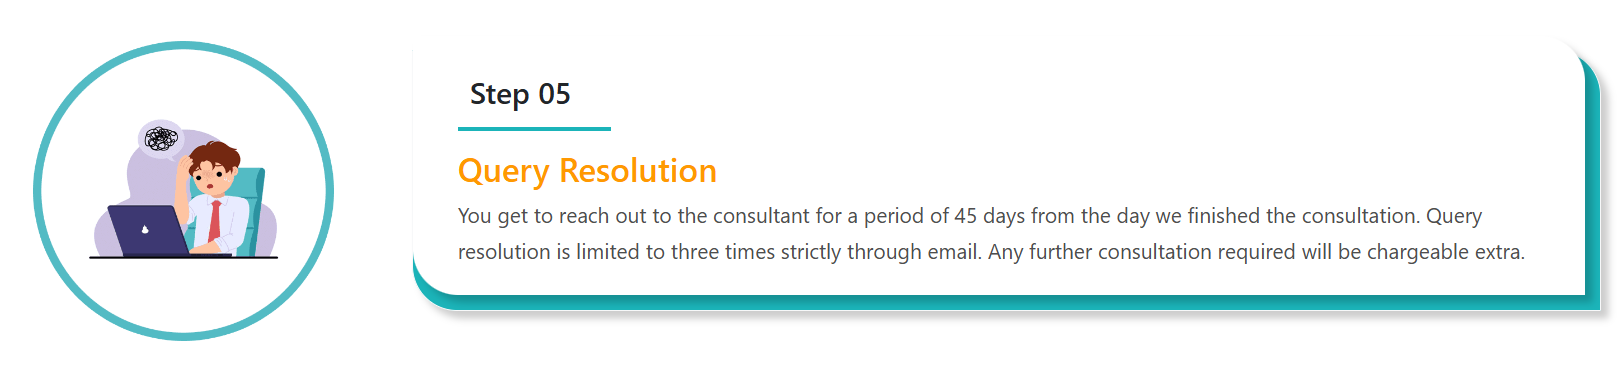 Step 05
Query Resolution
You get to reach out to the consultant for a period of 45 days from the day we finished the consultation. Query
resolution is limited to three times strictly through email. Any further consultation required will be chargeable extra.